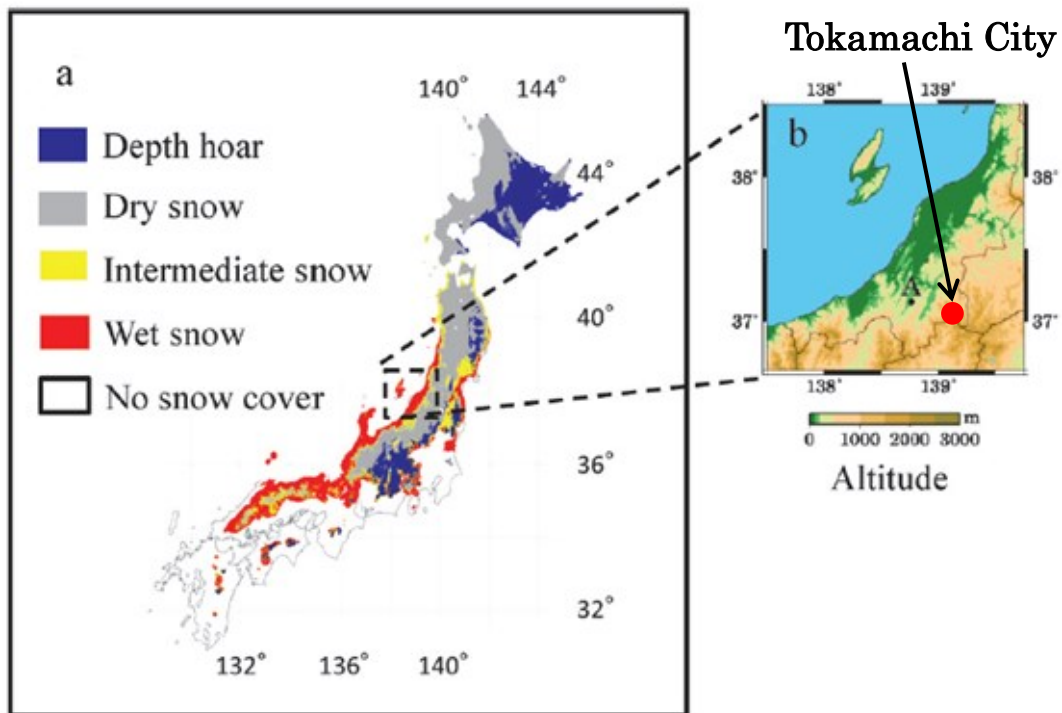 Tokamachi City
a
140° 144°
Depth hoar
Dry snow
Intermediate snow
Wet snow
No snow cover
44°
40°
36°
32°
132° 136° 140°
138° 139°
b
38° 38°
A
37° 37°
138° 139°
m
0 1000 2000 3000
Altitude